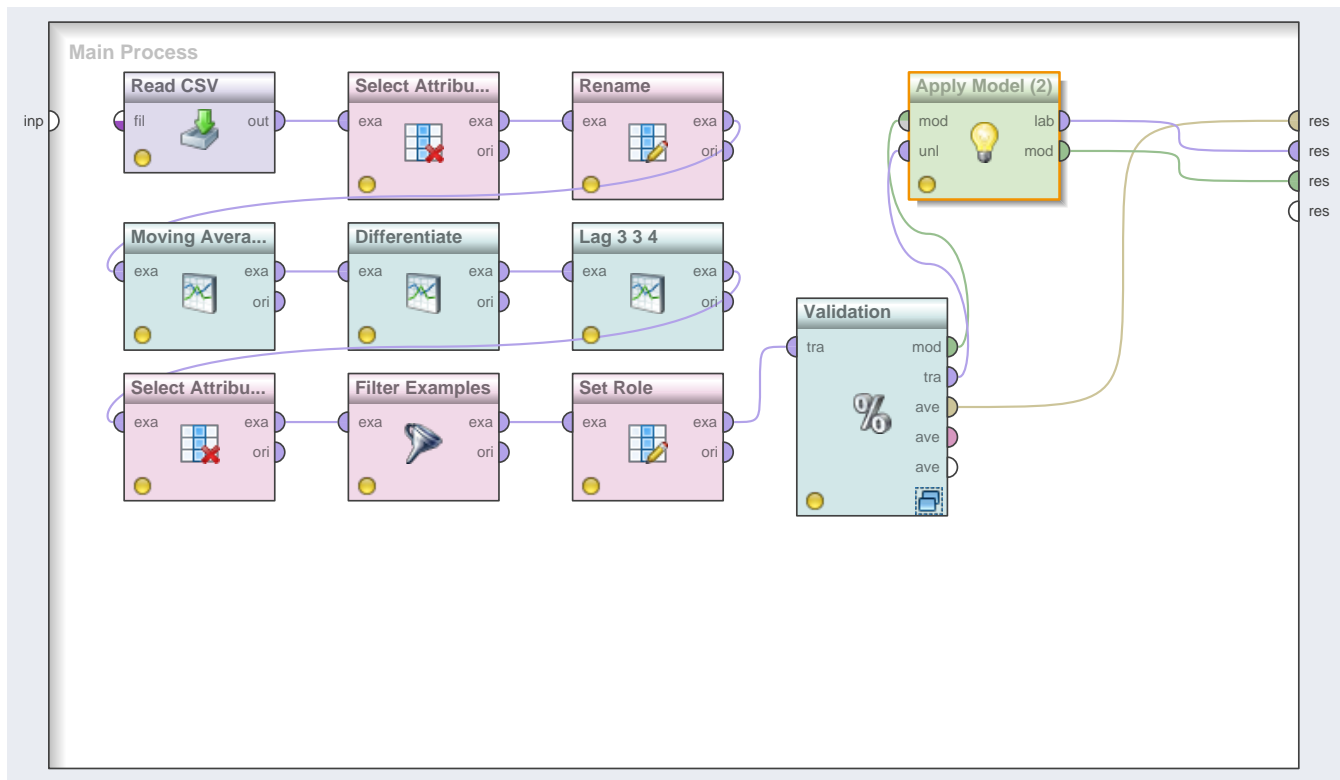 Main Process
Read CSV
Select Attribu...
Rename
Apply Model (2)
inp
fil
out
exa
exa
exa
exa
mod
lab
res
ori
ori
unl
mod
res
res
res
Moving Avera...
Differentiate
Lag 3 3 4
exa
exa
exa
exa
exa
exa
ori
ori
ori
Validation
tra
mod
tra
ave
ave
ave
Select Attribu...
Filter Examples
Set Role
exa
exa
exa
exa
exa
exa
ori
ori
ori